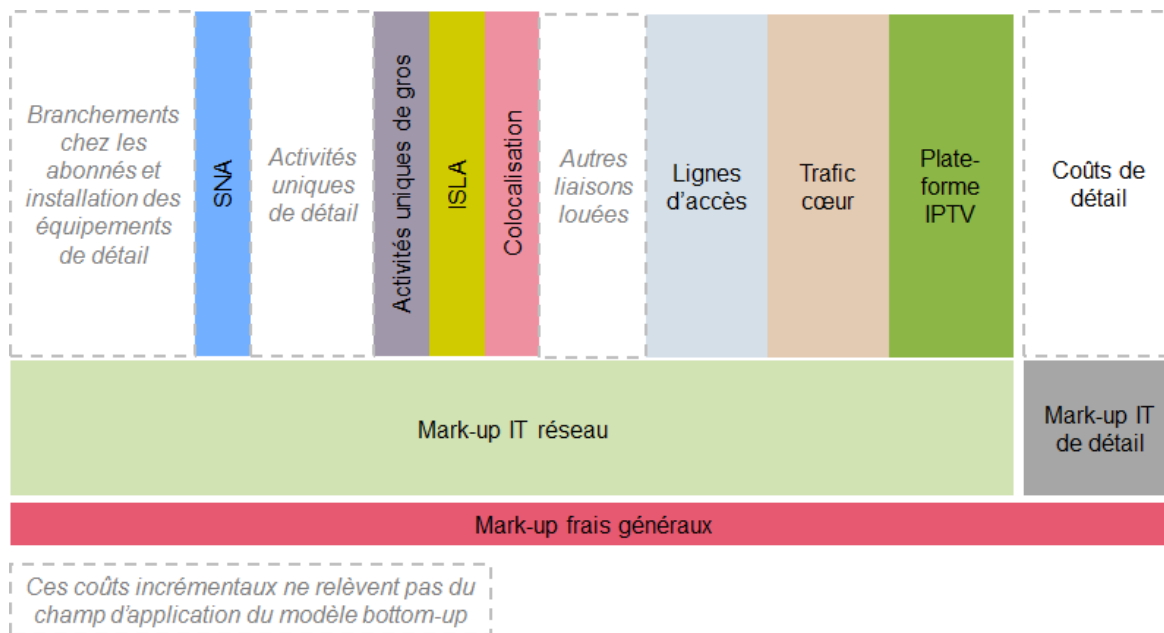 Branchements
chez les
abonnés et
installation des
équipements
de détail
SNA
Activités
uniques
de détail
Activités uniques de gros
ISLA
Colocalisation
Autres
liaisons
louées
Lignes
d’accès
Trafic
cœur
Plate-
forme
IPTV
Coûts de
détail
Mark-up IT réseau
Mark-up IT
de détail
Mark-up frais généraux
Ces coûts incrémentaux ne relèvent pas du
champ d’application du modèle bottom-up